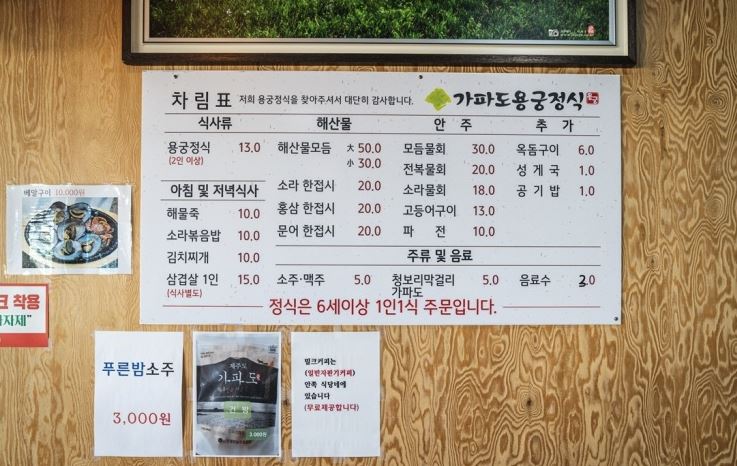 차림표 저희 용궁정식을 찾아주셔서 대단히 감사합니다. 가파도용궁정식
식사류 해산물 안 주 추 가
용궁정식 13.0
(2인 이상)
아침 및 저녁식사
해물죽 10.0
소라볶음밥 10.0
김치찌개 10.0
삼겹살 1인 15.0
(식사별도)
해산물모듬 大 50.0
小 30.0
소라 한접시 20.0
홍삼 한접시 20.0
문어 한접시 20.0
모듬물회 30.0
전복물회 20.0
소라물회 18.0
고등어구이 13.0
파 전 10.0
옥돔구이 6.0
성 게 국 1.0
공 기 밥 1.0
주류 및 음료
소주·맥주 5.0
청보리막걸리 5.0
가파도
음료수 3.0
정식은 6세이상 1인1식 주문입니다.
배말구이 10,000원
크 착용
푸른밤소주
3,000원
제주도
가파도
3,000원
믹크커피는
(일반자판기커피)
안쪽 식당내에
있습니다
(무료제공합니다)